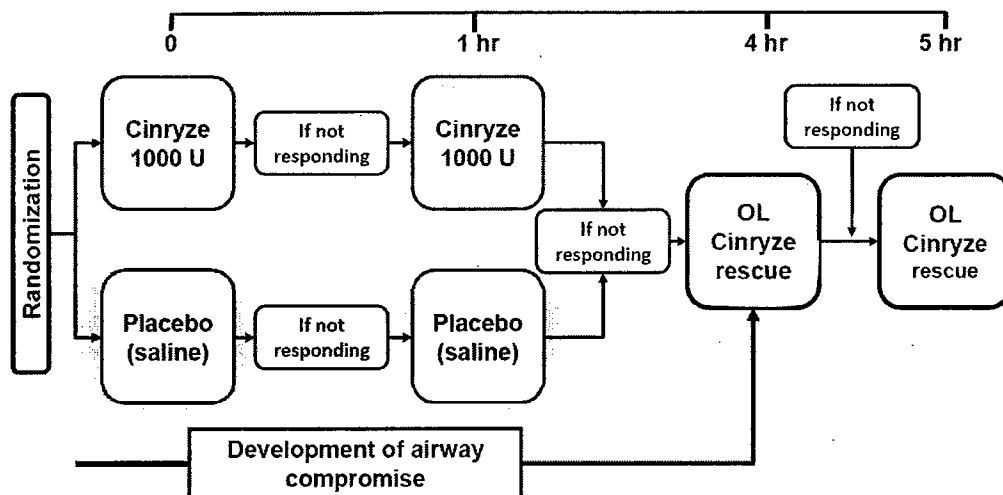 0
1 hr
4 hr
5 hr
Randomization
Cinryze
1000 U
If not
responding
Cinryze
1000 U
Placebo
(saline)
If not
responding
Placebo
(saline)
If not
responding
OL
Cinryze
rescue
If not
responding
OL
Cinryze
rescue
Development of airway
compromise